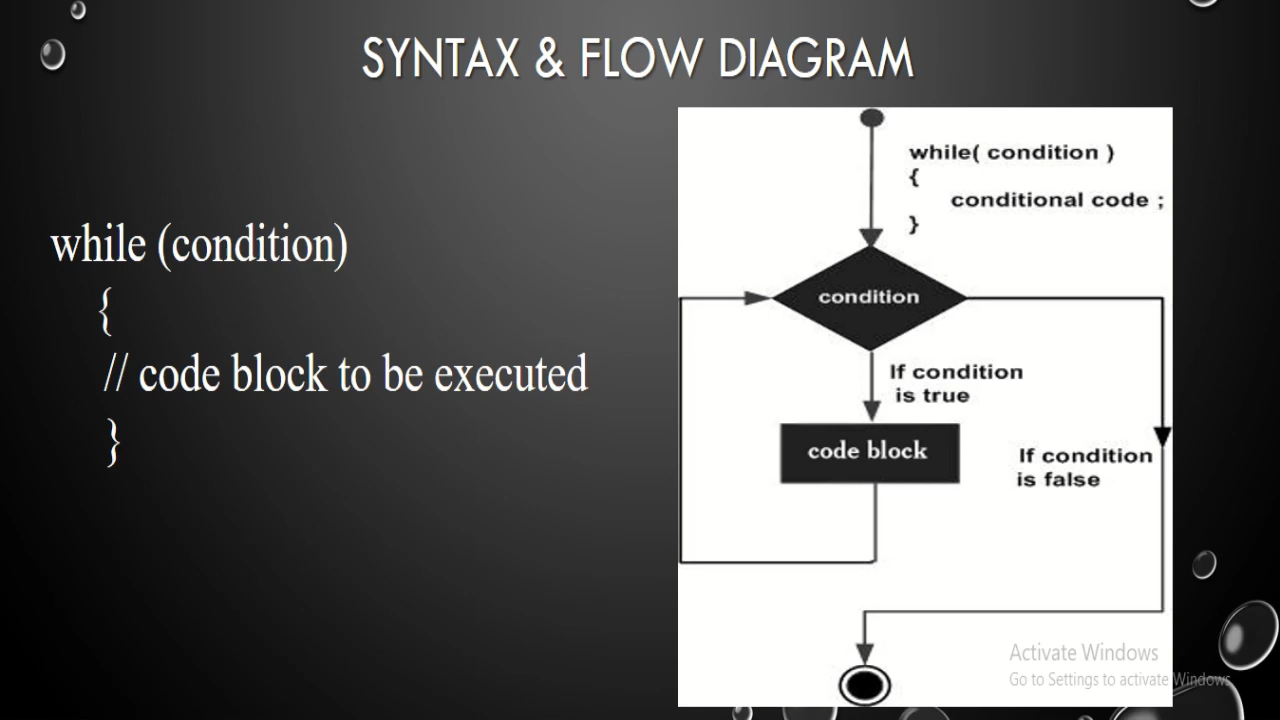 SYNTAX & FLOW DIAGRAM
while (condition)
{
// code block to be executed
}
while( condition )
{
conditional code ;
}
condition
If condition
is true
code block
If condition
is false
Activate Windows
Go to Settings to activate Windows.